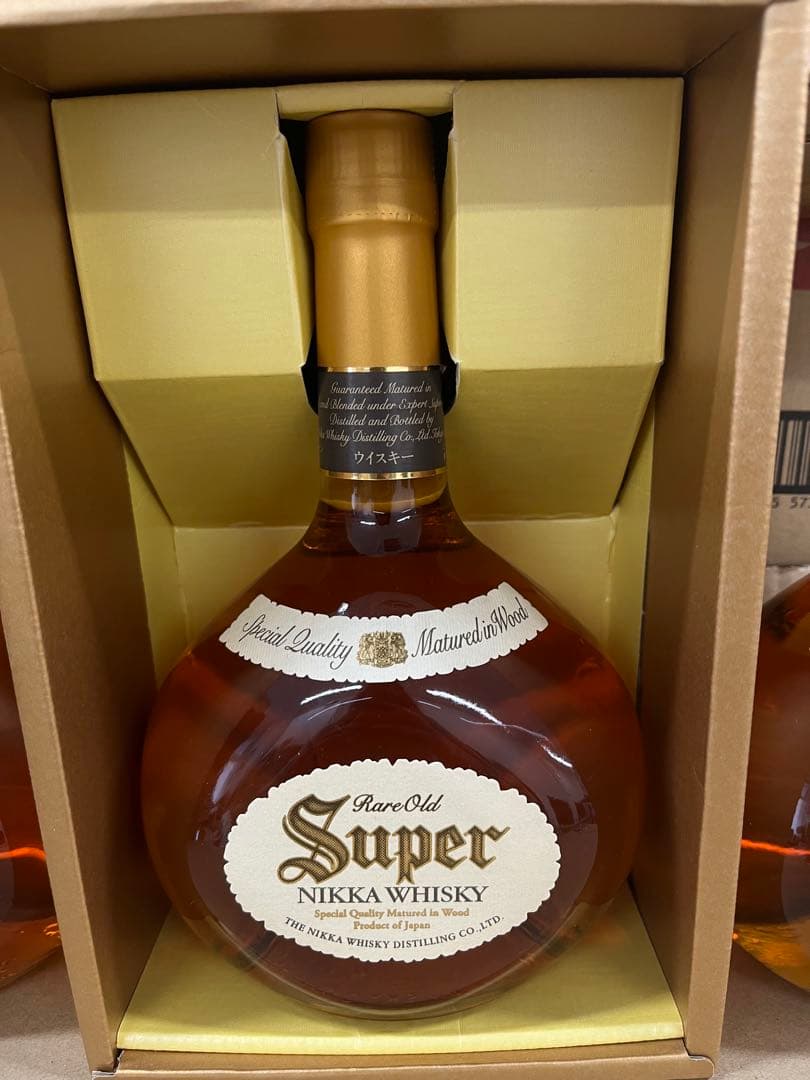 Guaranteed Matured in
Blended under Expert
Distilled and Bottled by
Whisky Distilling Co., Ltd.
ウイスキー
Special Quality Matured in Wood
Rare Old
Super
NIKKA WHISKY
Special Quality Matured in Wood
Product of Japan
THE NIKKA WHISKY DISTILLING CO., LTD.